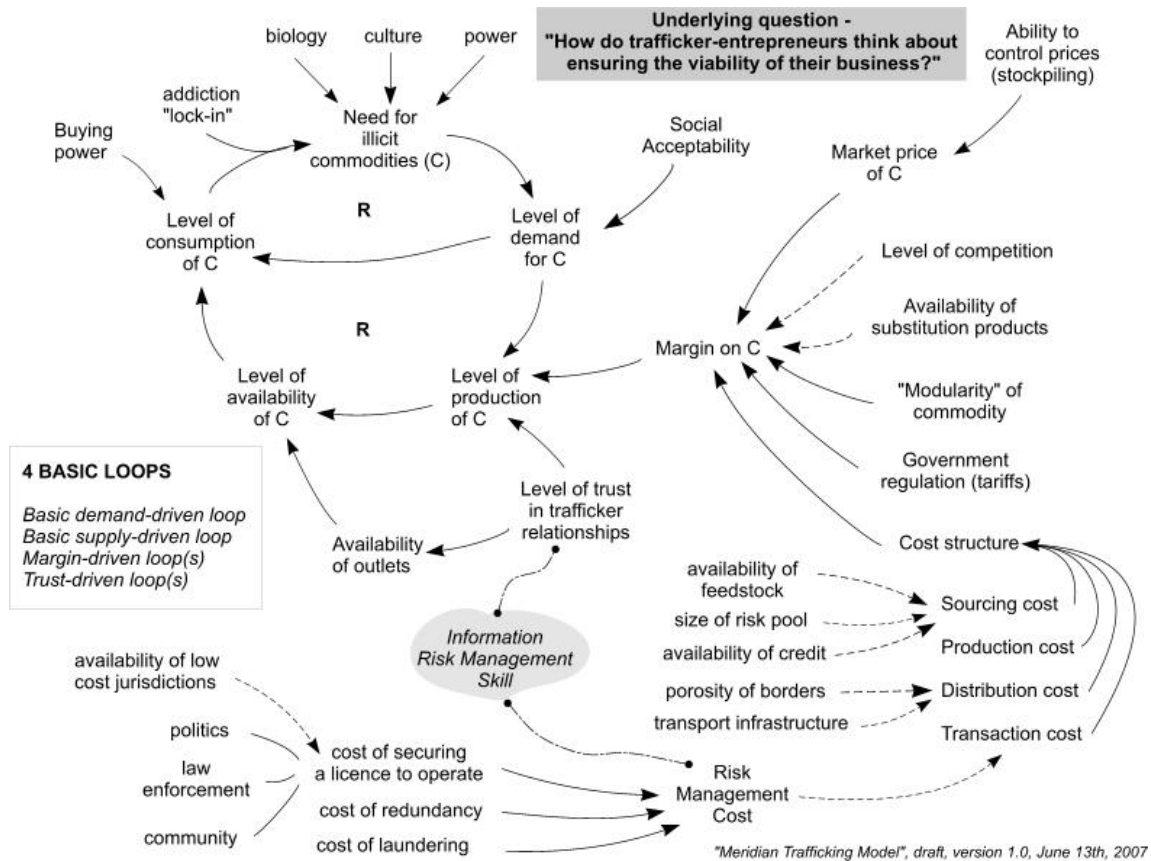 Underlying question -
"How do trafficker-entrepreneurs think about
ensuring the viability of their business?"
biology
culture
power
Ability to
control prices
(stockpiling)
addiction
"lock-in"
Need for
illicit
commodities (C)
Buying
power
Social
Acceptability
Market price
of C
R
Level of
consumption
of C
Level of
demand
for C
Level of competition
Availability of
substitution products
R
Margin on C
Level of
availability
of C
Level of
production
of C
"Modularity" of
commodity
Government
regulation (tariffs)
4 BASIC LOOPS
Basic demand-driven loop
Basic supply-driven loop
Margin-driven loop(s)
Trust-driven loop(s)
Level of trust
in trafficker
relationships
Availability
of outlets
Cost structure
availability of
feedstock
size of risk pool
availability of credit
Sourcing cost
Production cost
porosity of borders
transport infrastructure
Distribution cost
Transaction cost
Information
Risk Management
Skill
availability of low
cost jurisdictions
politics
law
enforcement
community
cost of securing
a licence to operate
cost of redundancy
cost of laundering
Risk
Management
Cost
"Meridian Trafficking Model", draft, version 1.0, June 13th, 2007